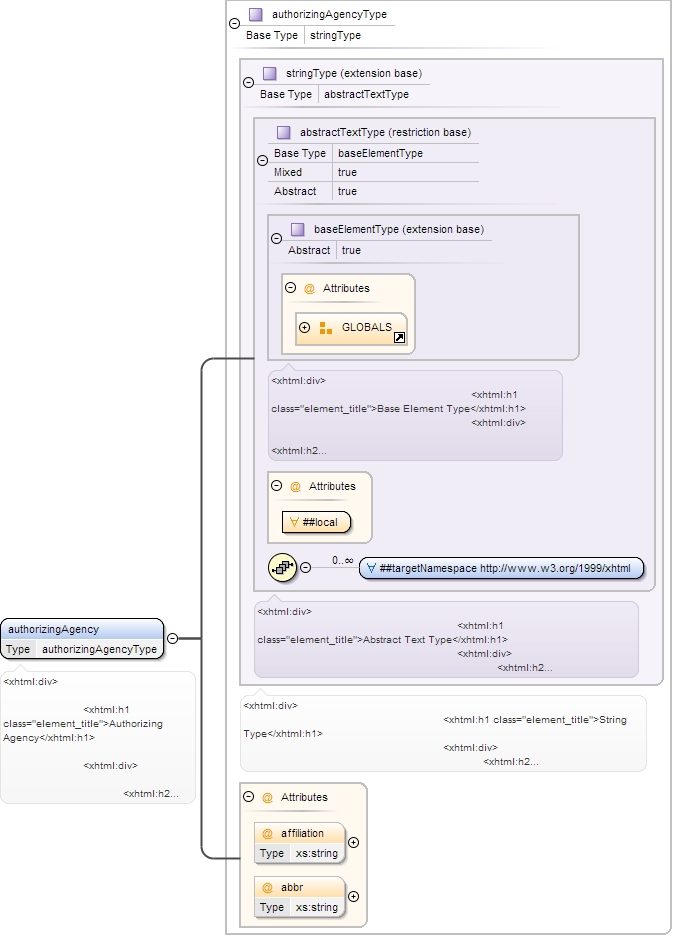 authorizingAgencyType
Base Type stringType
stringType (extension base)
Base Type abstractTextType
abstractTextType (restriction base)
Base Type baseElementType
Mixed true
Abstract true
baseElementType (extension base)
Abstract true
@ Attributes
GLOBALS
<xhtml:div>
<xhtml:h1
class="element_title">Base Element Type</xhtml:h1>
<xhtml:div>
<xhtml:h2...
@ Attributes
∀ ##local
0..∞
∀ ##targetNamespace http://www.w3.org/1999/xhtml
<xhtml:div>
<xhtml:h1
class="element_title">Abstract Text Type</xhtml:h1>
<xhtml:div>
<xhtml:h2...
authorizingAgency
Type authorizingAgencyType
<xhtml:div>
<xhtml:h1
class="element_title">Authorizing
Agency</xhtml:h1>
<xhtml:div>
<xhtml:h2...
<xhtml:div>
<xhtml:h1 class="element_title">String
Type</xhtml:h1>
<xhtml:div>
<xhtml:h2...
@ Attributes
@ affiliation
Type xs:string
@ abbr
Type xs:string